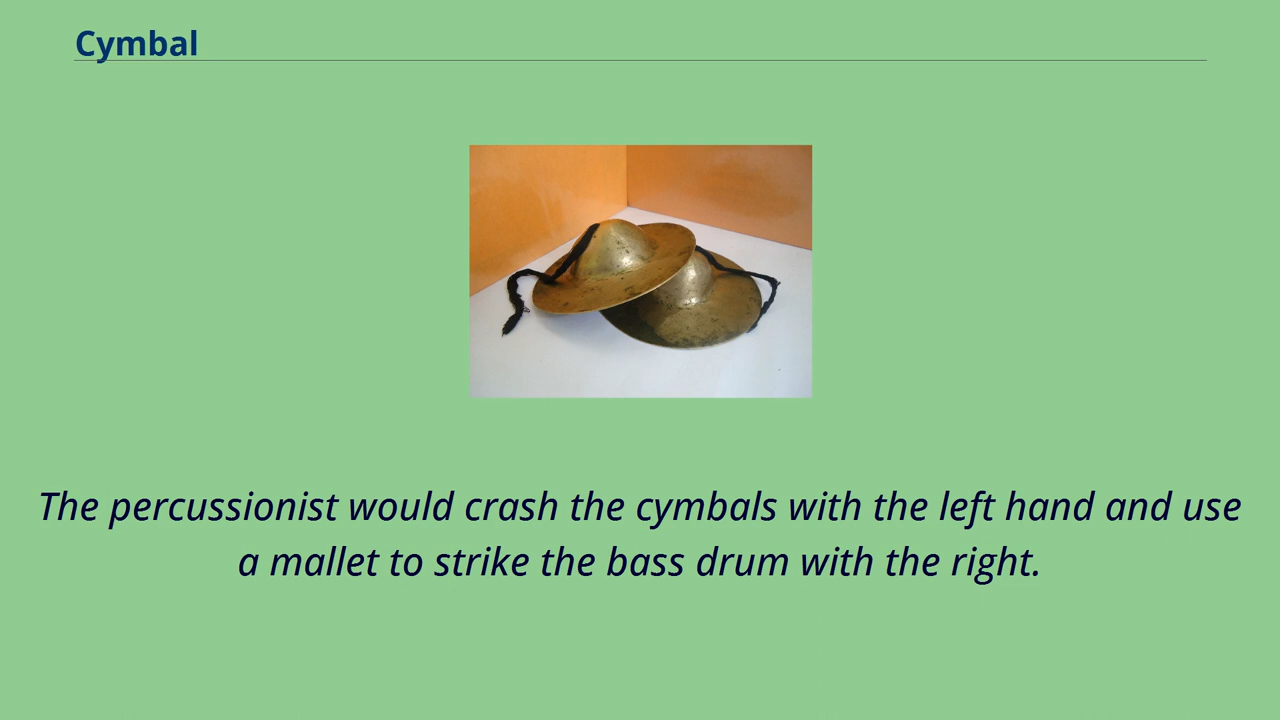 Cymbal
The percussionist would crash the cymbals with the left hand and use
a mallet to strike the bass drum with the right.